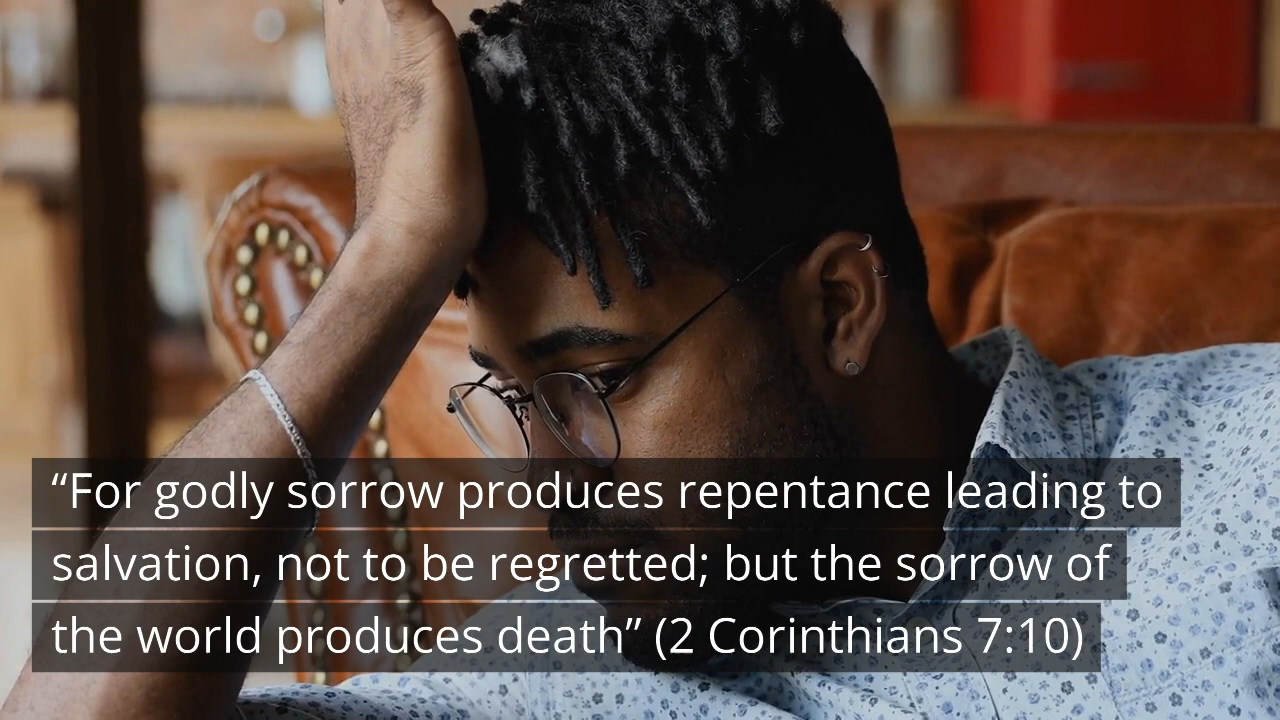 “For godly sorrow produces repentance leading to
salvation, not to be regretted; but the sorrow of
the world produces death” (2 Corinthians 7:10)